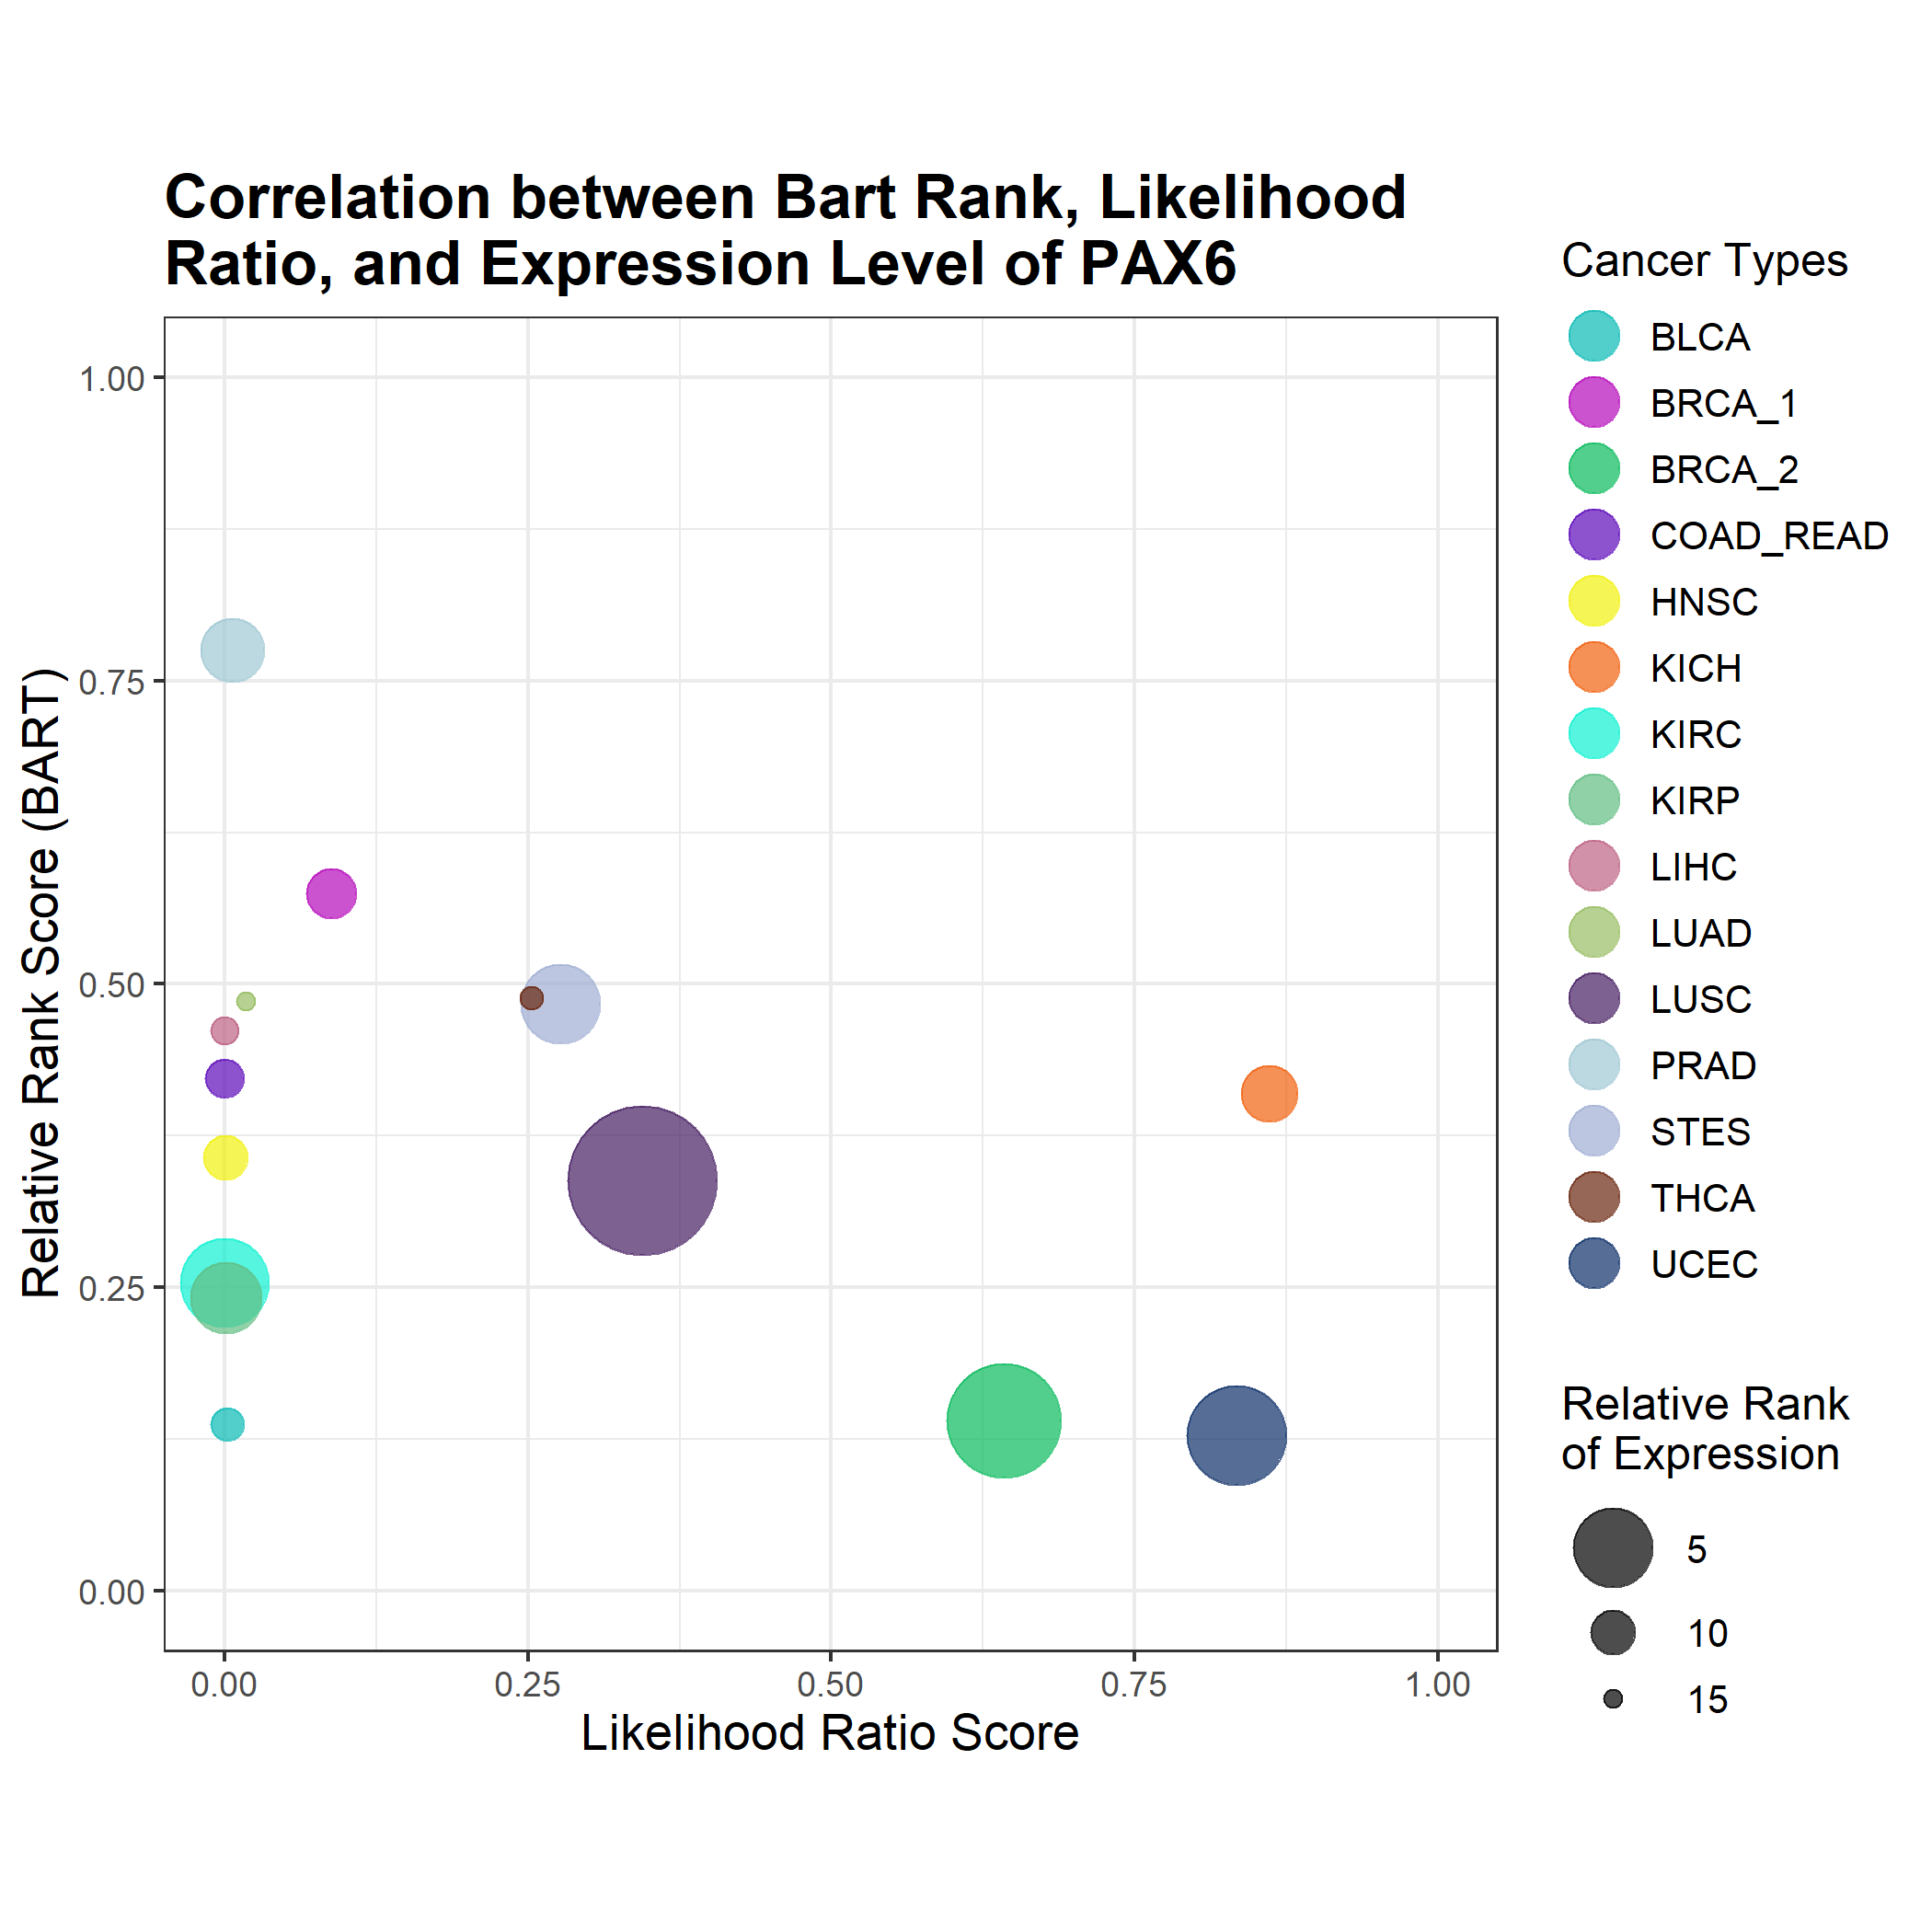 Correlation between Bart Rank, Likelihood
Ratio, and Expression Level of PAX6
Relative Rank Score (BART)
1.00
0.75
0.50
0.25
0.00
0.00 0.25 0.50 0.75 1.00
Likelihood Ratio Score
Cancer Types
BLCA
BRCA_1
BRCA_2
COAD_READ
HNSC
KICH
KIRC
KIRP
LIHC
LUAD
LUSC
PRAD
STES
THCA
UCEC
Relative Rank
of Expression
5
10
15